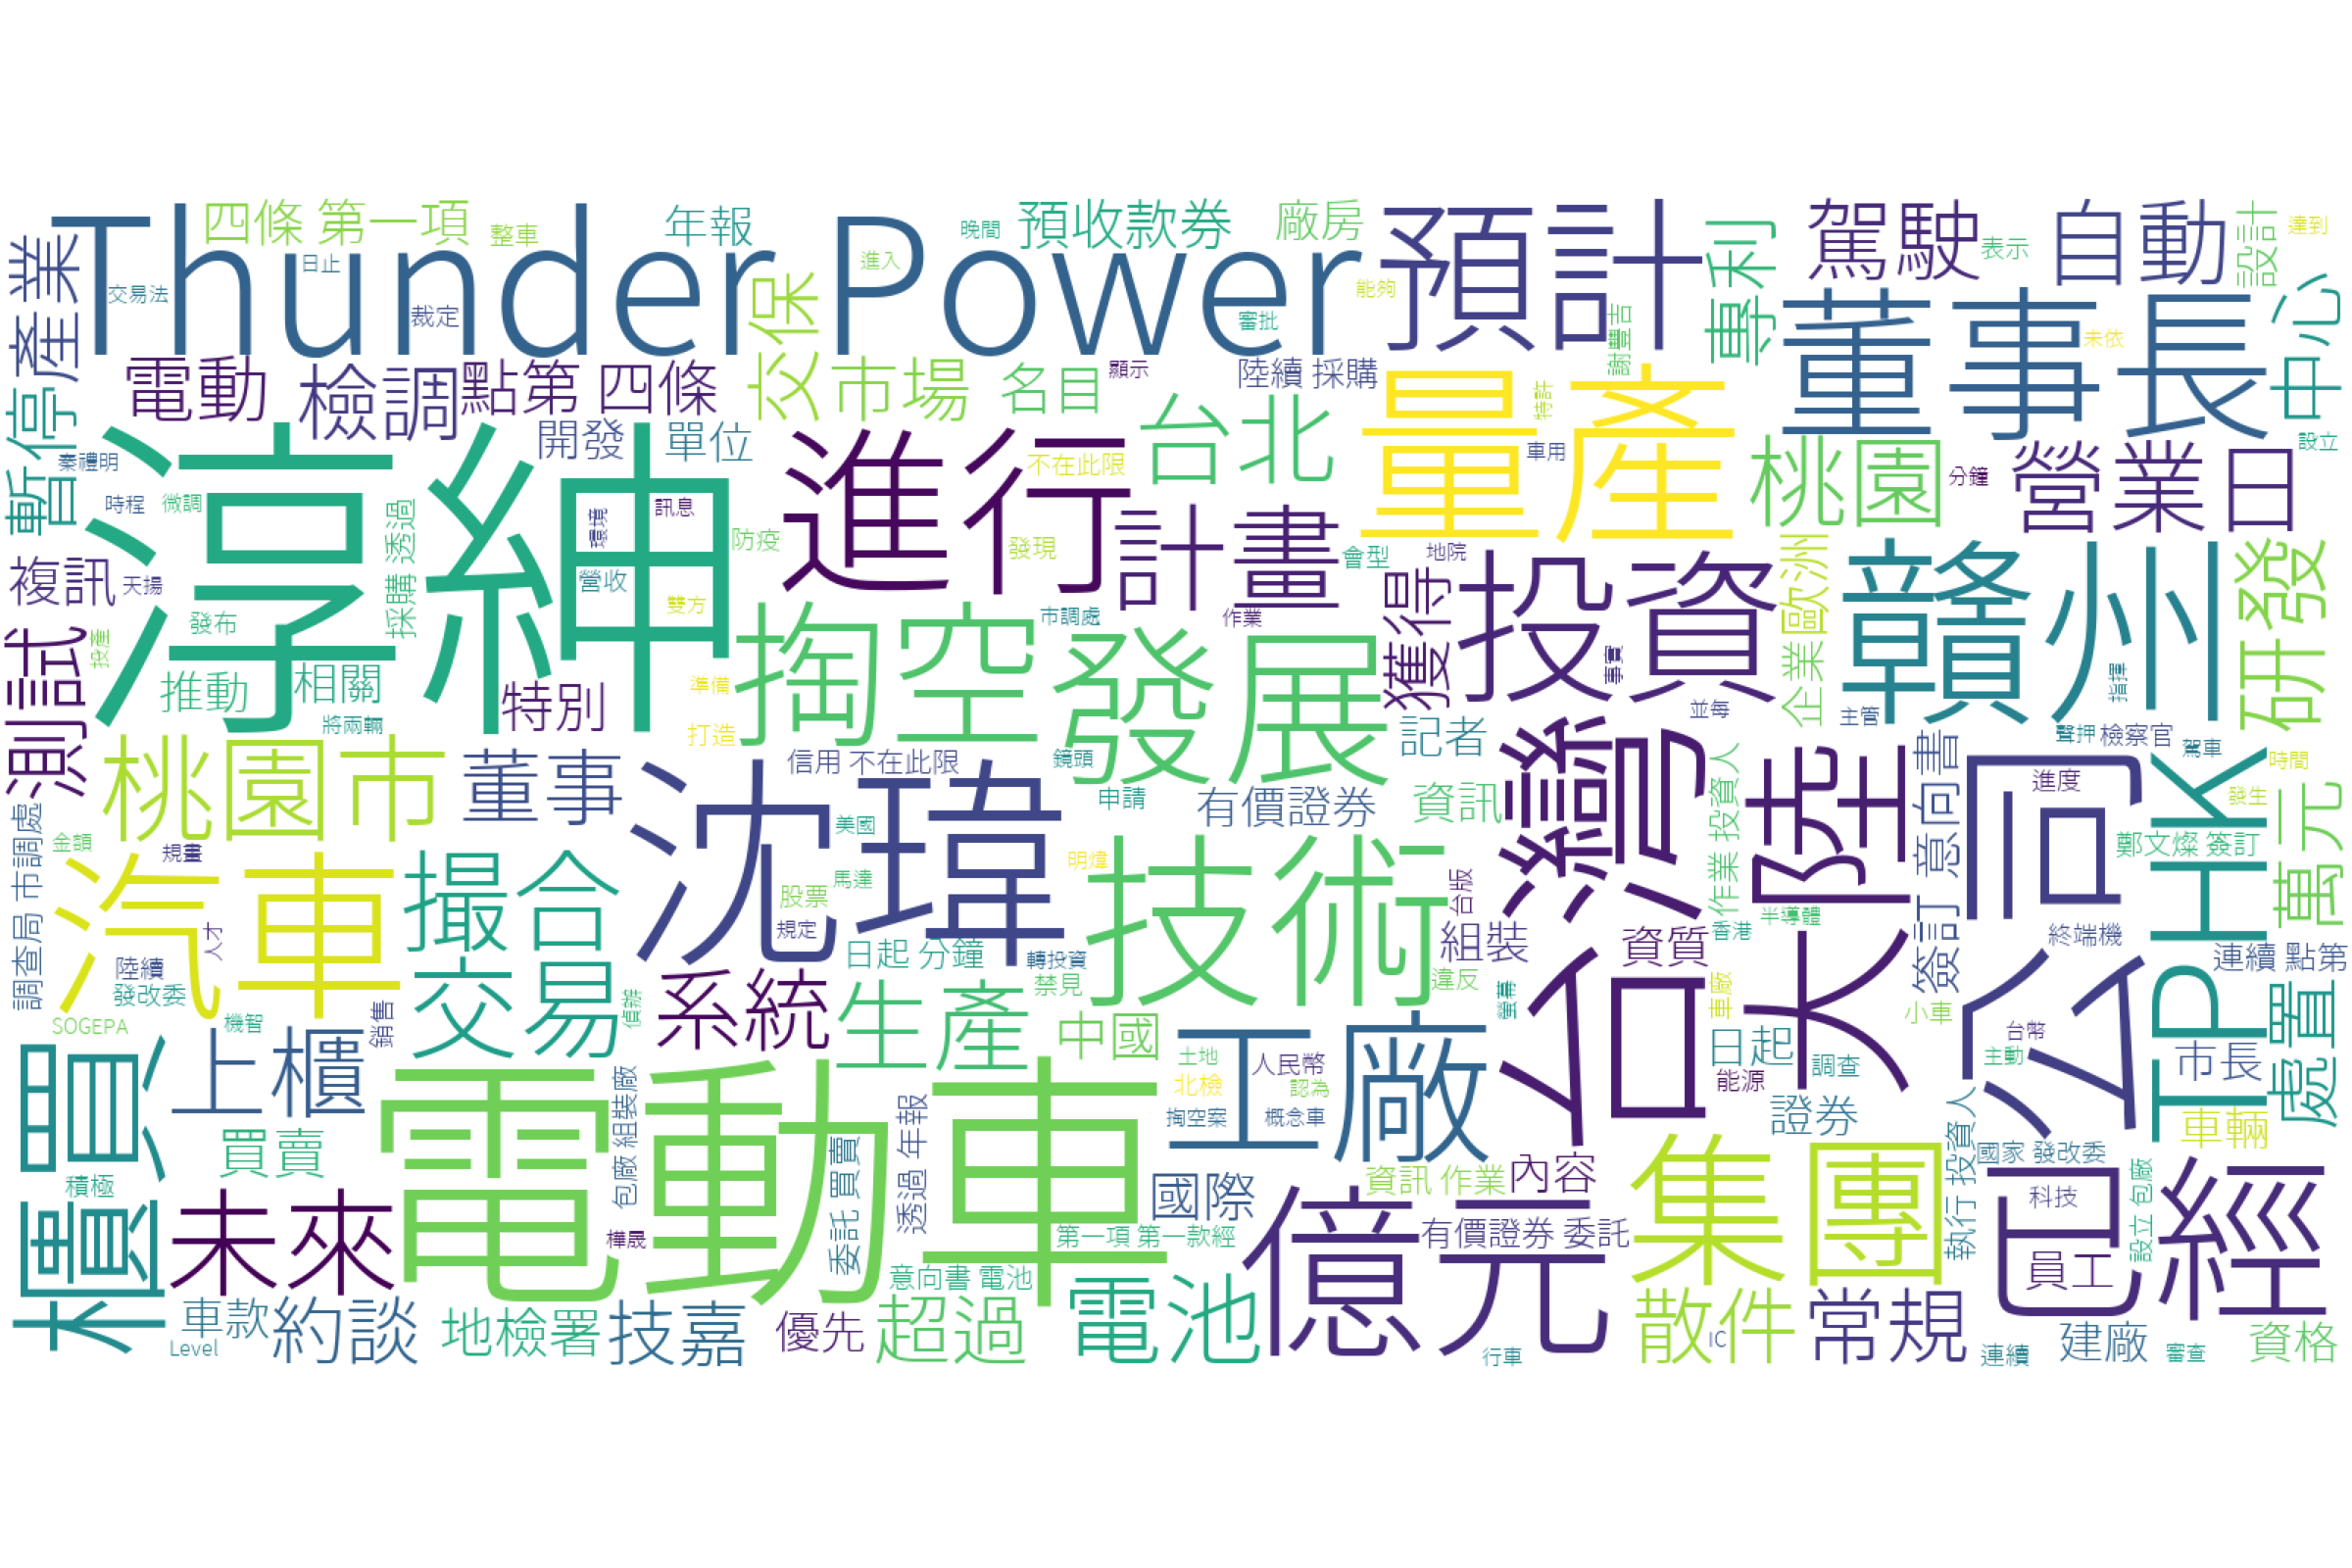 Thunder Power
四條 第一項
整車
年報
晚間
預收款券
廠房
預計
專利
駕駛
表示
自動
設計
達到
產業
日止
交易法
裁定
進入
能夠
審批
謝豐吉
董事長
未依
中心
設立
暫停
電動
檢調
點第 四條
交保
市場
名目
顯示
陸續 採購
特許
量產
車用
桃園
分鐘
營業日
秦禮明
時程
微調
淳紳
透過
採購
開發
單位
環境
訊息
進行
防疫
台北
不在此限
發現
計畫
會型
地院
歐洲
企業
研發
複訊
天揚
發布
營收
雙方
掏空
市調處
作業
投資
獲得
事實
贛州
指揮
測試
投產
推動
相關
特別
將兩輛
準備
打造
發展
記者
並每
主管
聲押
檢察官
駕車
時間
桃園市
董事
沈瑋
信用 不在此限
鏡頭
申請
有價證券
資訊
台灣
作業 投資人
大陸
意向書
簽訂
公司
進度
鄭文燦 簽訂
TPHK
發生
萬元
調查局 市調處
金額
規畫
汽車
人才
撮合
美國
馬達
股票
規定
明煒
技術
台版
組裝
資質
香港
半導體
終端機
連續 點第
陸續
發改委
SOGEPA
機智
銷售
交易
偵辦
系統
日起 分鐘
轉投資
禁見
違反
螢幕
車廠
小車
台幣
主動
處置
櫃買
上櫃
電動車
生產
中國
土地
北檢
掏空案
工廠
人民幣
認為
概念車
日起
能源
調查
證券
市長
車輛
買賣
積極
包廠 組裝廠
樺晟
委託 買賣
透過 年報
第一項 第一款經
國際
資訊 作業
內容
有價證券 委託
集團
執行 投資人
國家 發改委
科技
已經
員工
設立 包廠
未來
車款
Level
約談
地檢署
技嘉
優先
意向書 電池
超過
電池
億元
行車
散件
IC
常規
連續
建廠
審查
資格